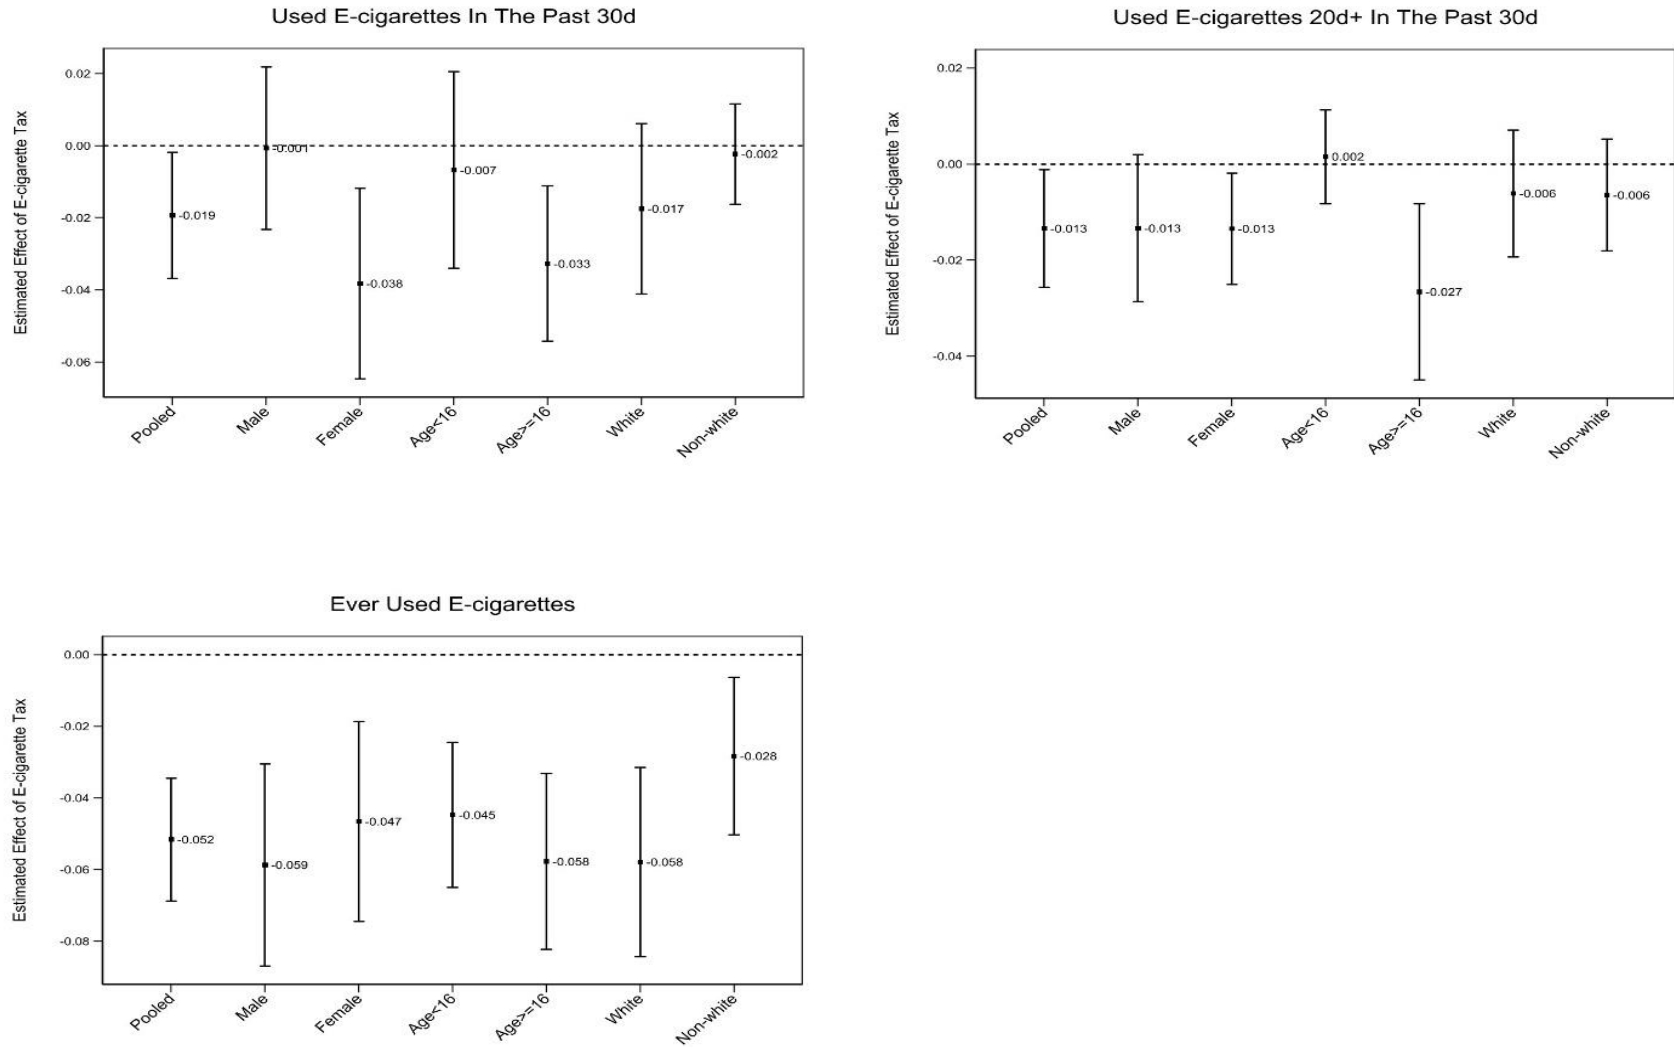 Used E-cigarettes In The Past 30d
Estimated Effect of E-cigarette Tax
0.02
0.00
-0.02
-0.04
-0.06
-0.019
-0.001
-0.038
-0.007
-0.033
-0.017
-0.002
Pooled
Male
Female
Age<16
Age>=16
White
Non-white
Used E-cigarettes 20d+ In The Past 30d
Estimated Effect of E-cigarette Tax
0.02
0.00
-0.02
-0.04
-0.013
-0.013
-0.013
0.002
-0.027
-0.006
-0.006
Pooled
Male
Female
Age<16
Age>=16
White
Non-white
Ever Used E-cigarettes
Estimated Effect of E-cigarette Tax
0.00
-0.02
-0.04
-0.06
-0.08
-0.052
-0.059
-0.047
-0.045
-0.058
-0.058
-0.028
Pooled
Male
Female
Age<16
Age>=16
White
Non-white